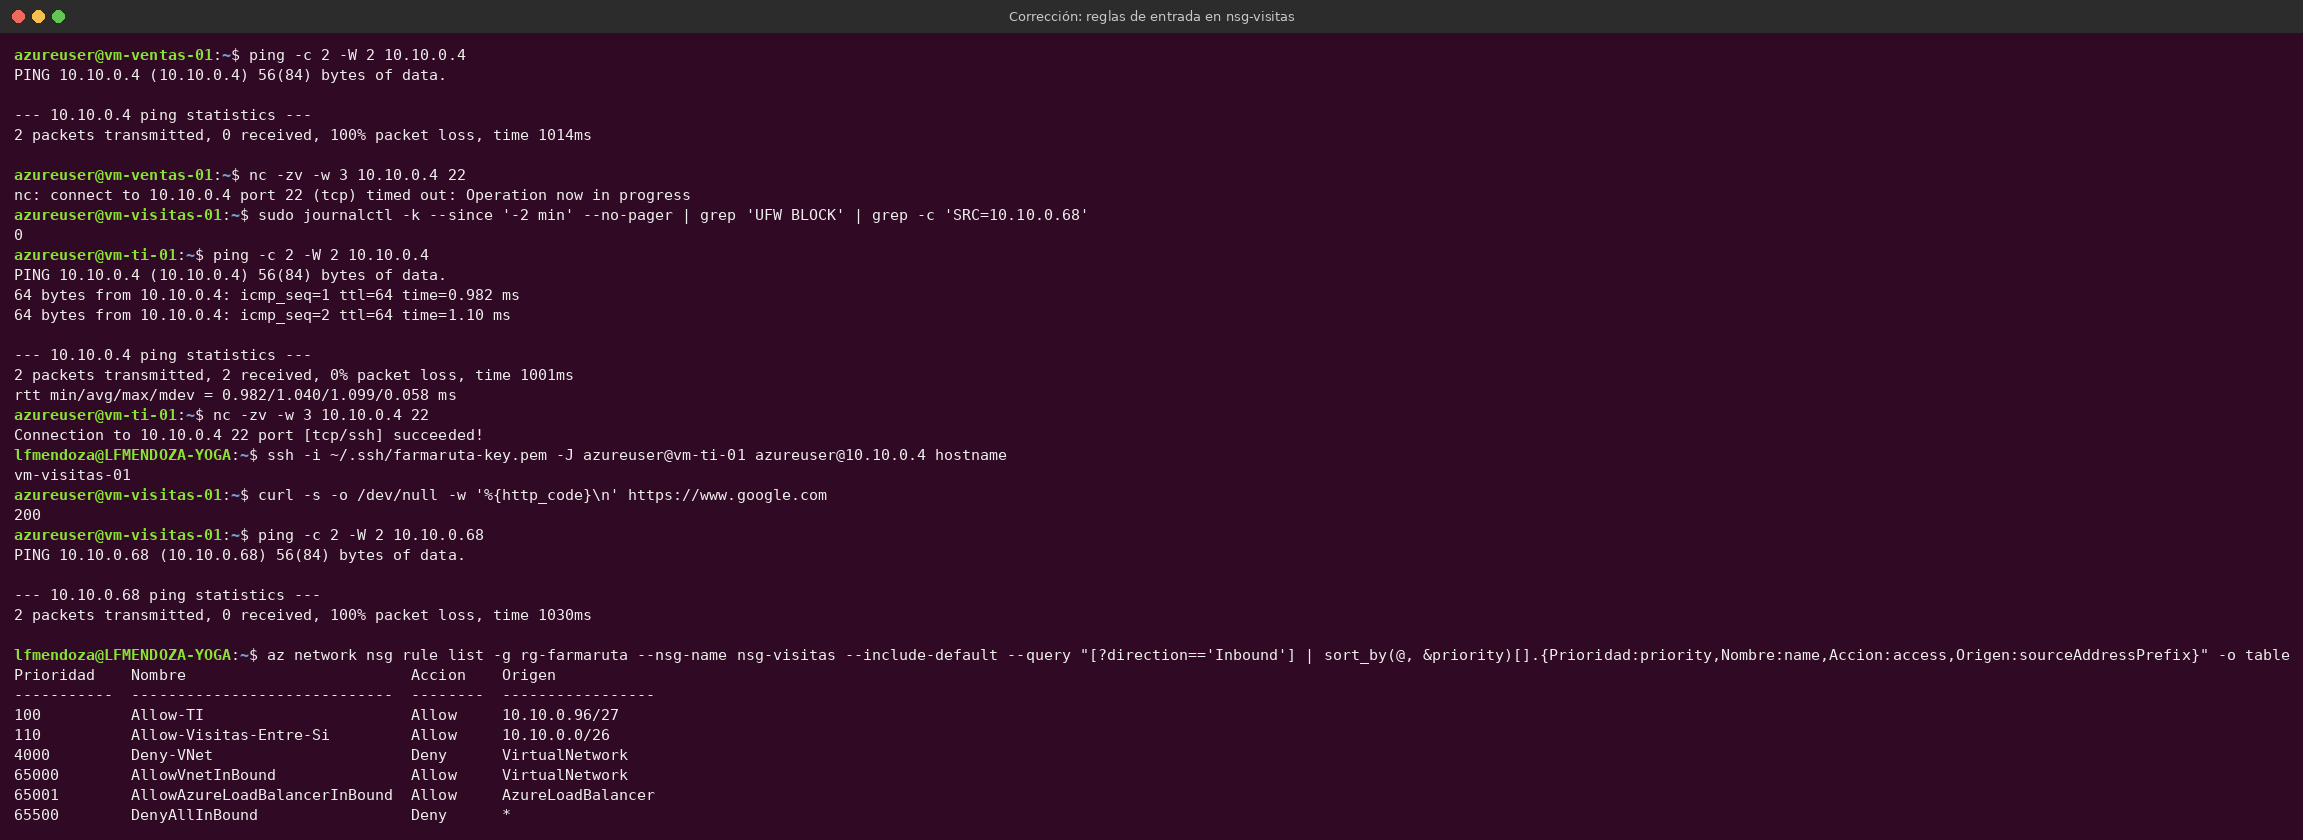 Corrección: reglas de entrada en nsg-visitas
azureuser@vm-ventas-01:~$ ping -c 2 -W 2 10.10.0.4
PING 10.10.0.4 (10.10.0.4) 56(84) bytes of data.

--- 10.10.0.4 ping statistics ---
2 packets transmitted, 0 received, 100% packet loss, time 1014ms

azureuser@vm-ventas-01:~$ nc -zv -w 3 10.10.0.4 22
nc: connect to 10.10.0.4 port 22 (tcp) timed out: Operation now in progress
azureuser@vm-visitas-01:~$ sudo journalctl -k --since '-2 min' --no-pager | grep 'UFW BLOCK' | grep -c 'SRC=10.10.0.68'
0
azureuser@vm-ti-01:~$ ping -c 2 -W 2 10.10.0.4
PING 10.10.0.4 (10.10.0.4) 56(84) bytes of data.
64 bytes from 10.10.0.4: icmp_seq=1 ttl=64 time=0.982 ms
64 bytes from 10.10.0.4: icmp_seq=2 ttl=64 time=1.10 ms

--- 10.10.0.4 ping statistics ---
2 packets transmitted, 2 received, 0% packet loss, time 1001ms
rtt min/avg/max/mdev = 0.982/1.040/1.099/0.058 ms
azureuser@vm-ti-01:~$ nc -zv -w 3 10.10.0.4 22
Connection to 10.10.0.4 22 port [tcp/ssh] succeeded!
lfmendoza@LFMENDOZA-YOGA:~$ ssh -i ~/.ssh/farmaruta-key.pem -J azureuser@vm-ti-01 azureuser@10.10.0.4 hostname
vm-visitas-01
azureuser@vm-visitas-01:~$ curl -s -o /dev/null -w '%{http_code}\n' https://www.google.com
200
azureuser@vm-visitas-01:~$ ping -c 2 -W 2 10.10.0.68
PING 10.10.0.68 (10.10.0.68) 56(84) bytes of data.

--- 10.10.0.68 ping statistics ---
2 packets transmitted, 0 received, 100% packet loss, time 1030ms

lfmendoza@LFMENDOZA-YOGA:~$ az network nsg rule list -g rg-farmaruta --nsg-name nsg-visitas --include-default --query "[?direction=='Inbound'] | sort_by(@, &priority)[].{Prioridad:priority,Nombre:name,Accion:access,Origen:sourceAddressPrefix}" -o table
Prioridad    Nombre                         Accion    Origen
-----------  -----------------------------  --------  -----------------
100          Allow-TI                       Allow     10.10.0.96/27
110          Allow-Visitas-Entre-Si         Allow     10.10.0.0/26
4000         Deny-VNet                      Deny      VirtualNetwork
65000        AllowVnetInBound               Allow     VirtualNetwork
65001        AllowAzureLoadBalancerInBound  Allow     AzureLoadBalancer
65500        DenyAllInBound                 Deny      *